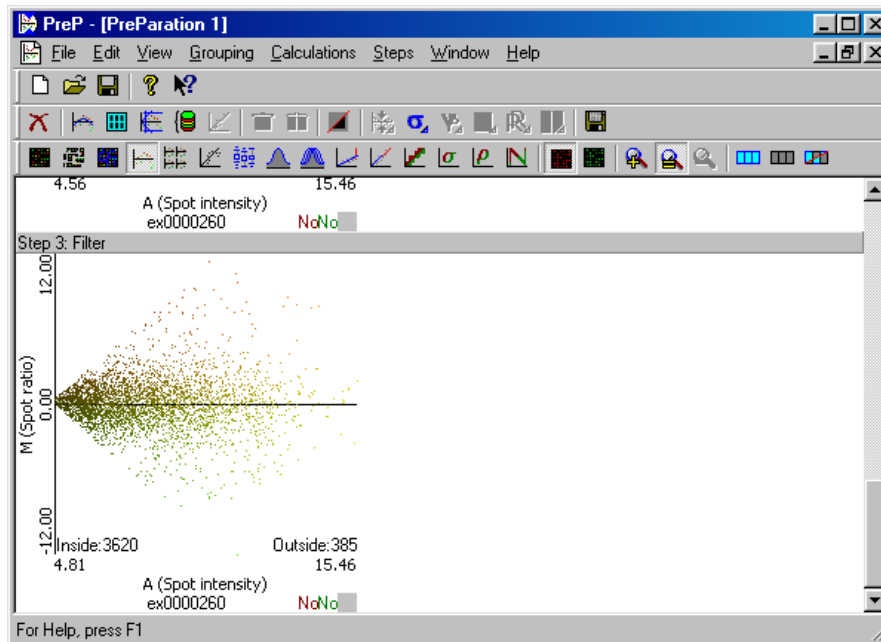 PreP - [PreParation 1]
File Edit View Grouping Calculations Steps Window Help
4.56 15.46
A (Spot intensity)
ex0000260 NoNo
Step 3: Filter
12.00
M (Spot ratio)
0.00
-12.00
Inside:3620 Outside:385
4.81 15.46
A (Spot intensity)
ex0000260 NoNo
For Help, press F1